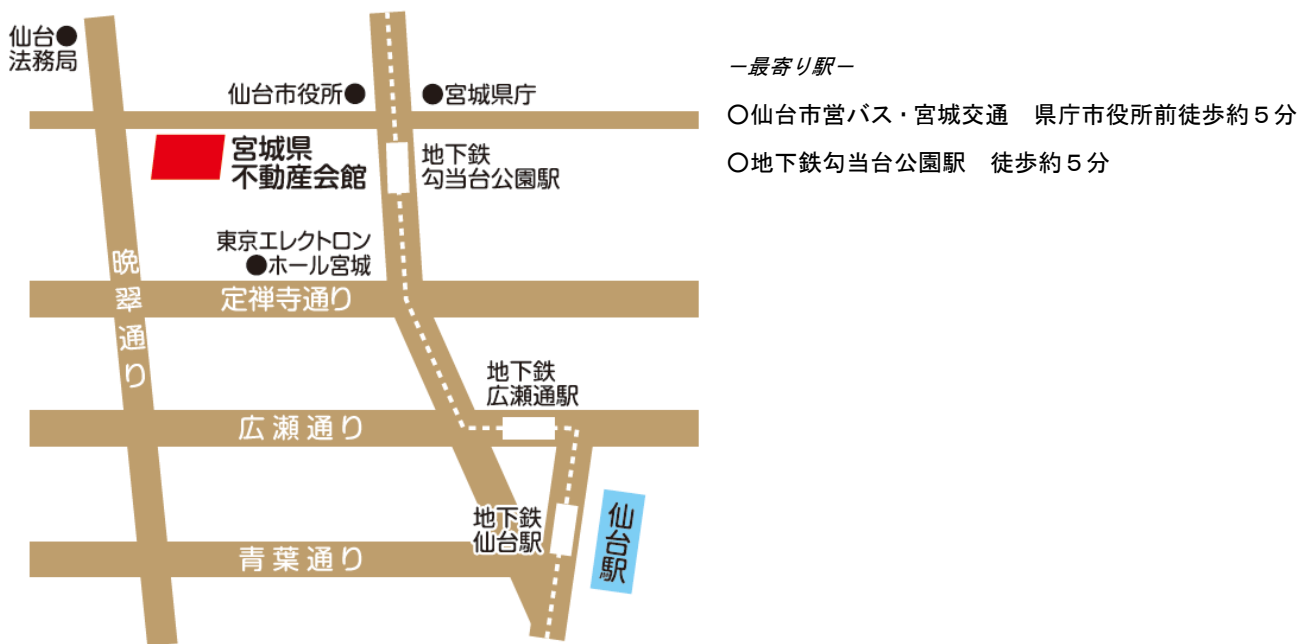 仙台●
法務局
仙台市役所●
●宮城県庁
宮城県
不動産会館
地下鉄
勾当台公園駅
東京エレクトロン
●ホール宮城
晩翠通り
定禅寺通り
地下鉄
広瀬通駅
広瀬通り
地下鉄
仙台駅
仙台駅
青葉通り
－最寄り駅－
〇仙台市営バス・宮城交通　県庁市役所前徒歩約５分
〇地下鉄勾当台公園駅　徒歩約５分